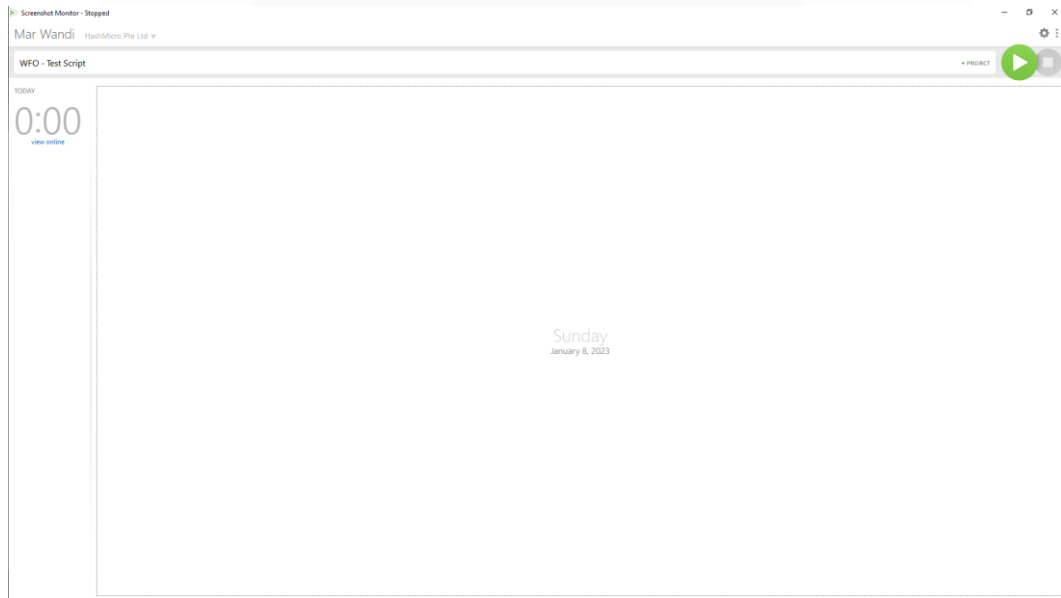 Screenshot Monitor - Stopped
Mar Wandi HashMicro Pte Ltd
WFO - Test Script + PROJECT
TODAY
0:00
view online
Sunday
January 8, 2023